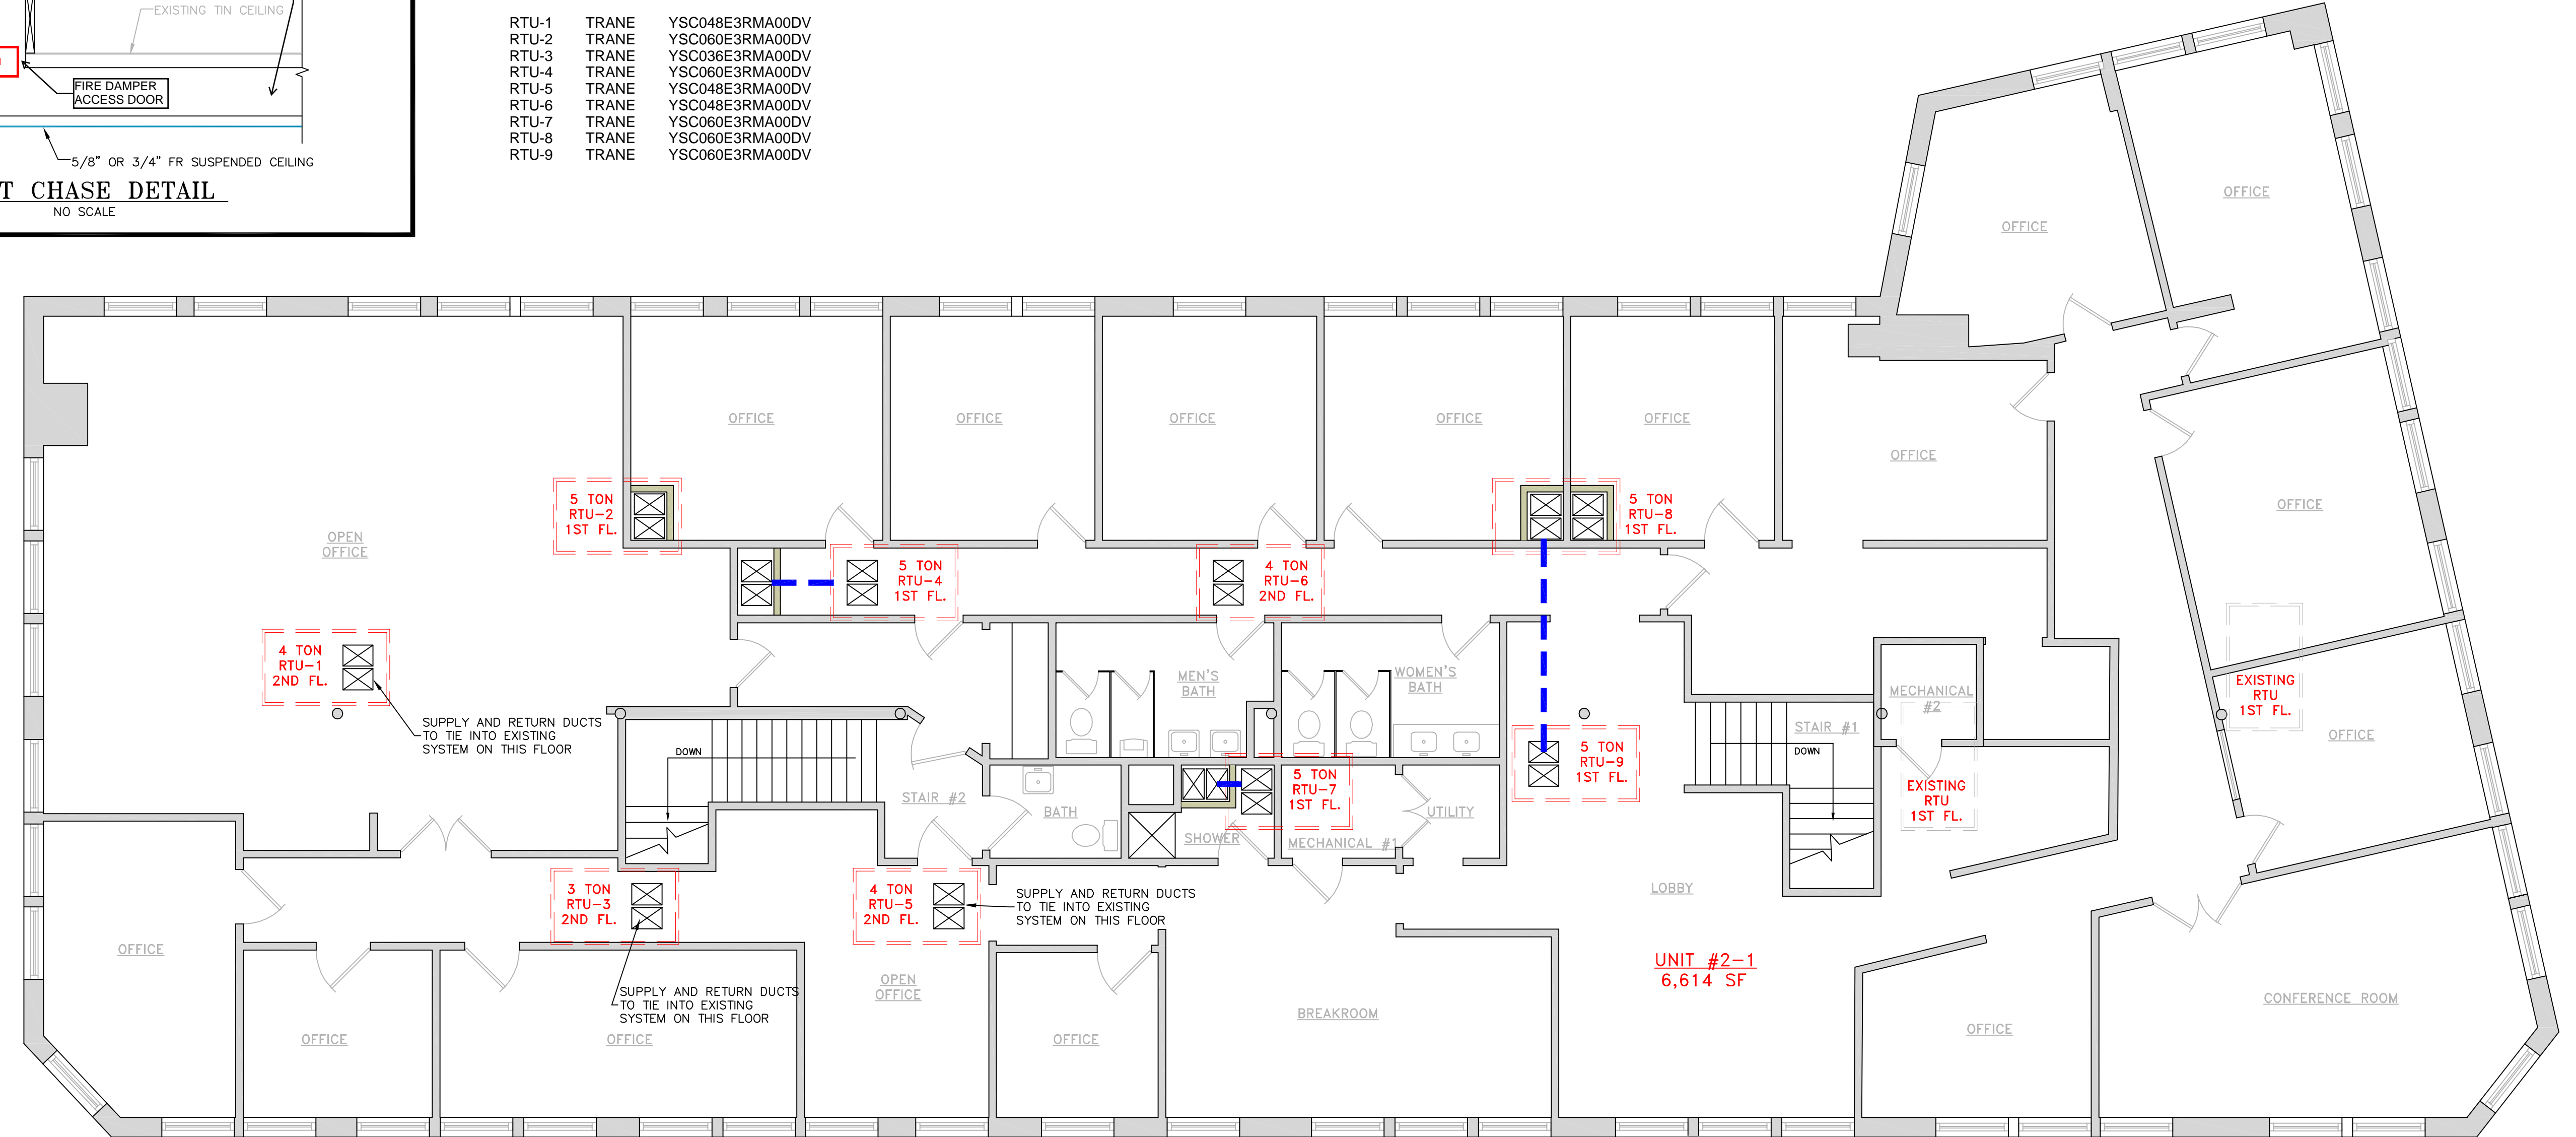 EXISTING TIN CEILING
FIRE DAMPER
ACCESS DOOR
5/8" OR 3/4" FR SUSPENDED CEILING
T CHASE DETAIL
NO SCALE
RTU-1 TRANE YSC048E3RMA00DV
RTU-2 TRANE YSC060E3RMA00DV
RTU-3 TRANE YSC036E3RMA00DV
RTU-4 TRANE YSC060E3RMA00DV
RTU-5 TRANE YSC048E3RMA00DV
RTU-6 TRANE YSC048E3RMA00DV
RTU-7 TRANE YSC060E3RMA00DV
RTU-8 TRANE YSC060E3RMA00DV
RTU-9 TRANE YSC060E3RMA00DV
OFFICE
OFFICE
OFFICE
OFFICE
OFFICE
OFFICE
OFFICE
OFFICE
OPEN
OFFICE
5 TON
RTU-2
1ST FL.
5 TON
RTU-8
1ST FL.
OFFICE
5 TON
RTU-4
1ST FL.
4 TON
RTU-6
2ND FL.
4 TON
RTU-1
2ND FL.
SUPPLY AND RETURN DUCTS
TO TIE INTO EXISTING
SYSTEM ON THIS FLOOR
MEN'S
BATH
WOMEN'S
BATH
MECHANICAL
#2
EXISTING
RTU
1ST FL.
DOWN
STAIR #1
DOWN
OFFICE
5 TON
RTU-9
1ST FL.
STAIR #2
BATH
SHOWER
5 TON
RTU-7
1ST FL.
MECHANICAL #1
UTILITY
EXISTING
RTU
1ST FL.
3 TON
RTU-3
2ND FL.
4 TON
RTU-5
2ND FL.
SUPPLY AND RETURN DUCTS
TO TIE INTO EXISTING
SYSTEM ON THIS FLOOR
LOBBY
OFFICE
UNIT #2-1
6,614 SF
OPEN
OFFICE
SUPPLY AND RETURN DUCTS
TO TIE INTO EXISTING
SYSTEM ON THIS FLOOR
CONFERENCE ROOM
BREAKROOM
OFFICE
OFFICE
OFFICE
OFFICE